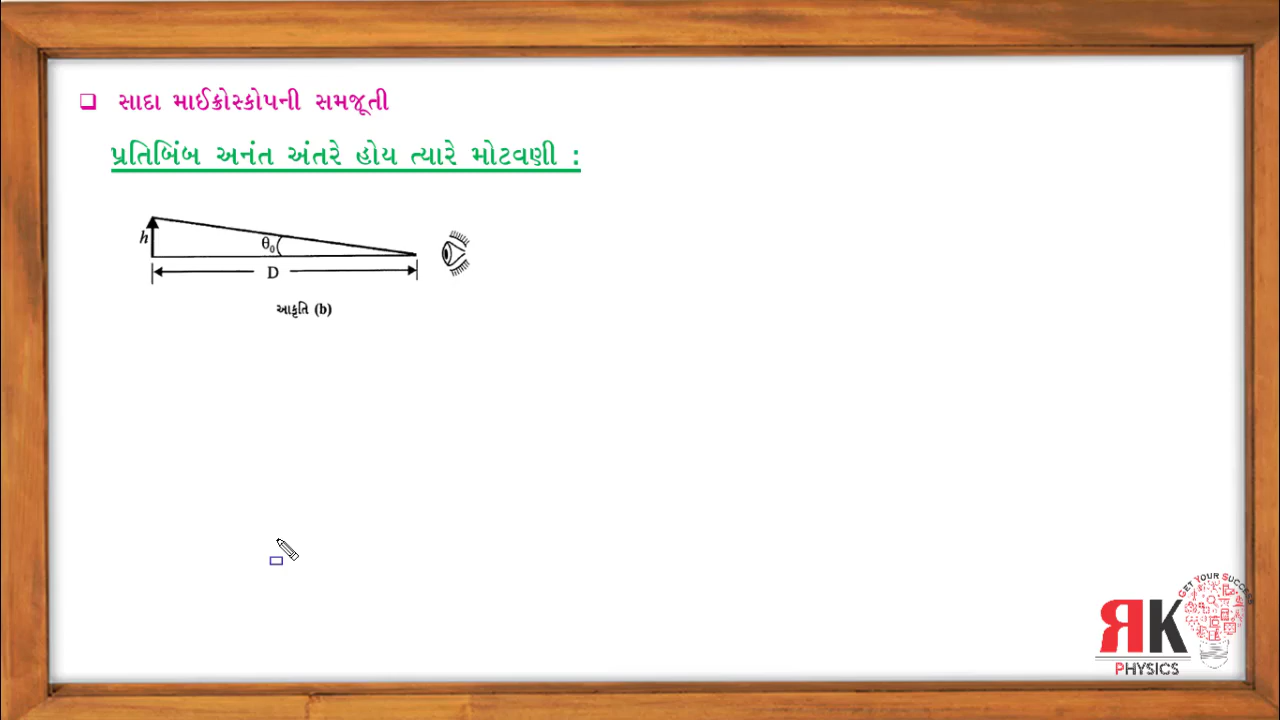 સાદા માઈક્રોસ્કોપની સમજૂતી
પ્રતિબિંબ અનંત અંતરે હોય ત્યારે મોટવણી :
h
θ₀
D
આકૃતિ (b)
GET YOUR SUCCESS
RK
PHYSICS